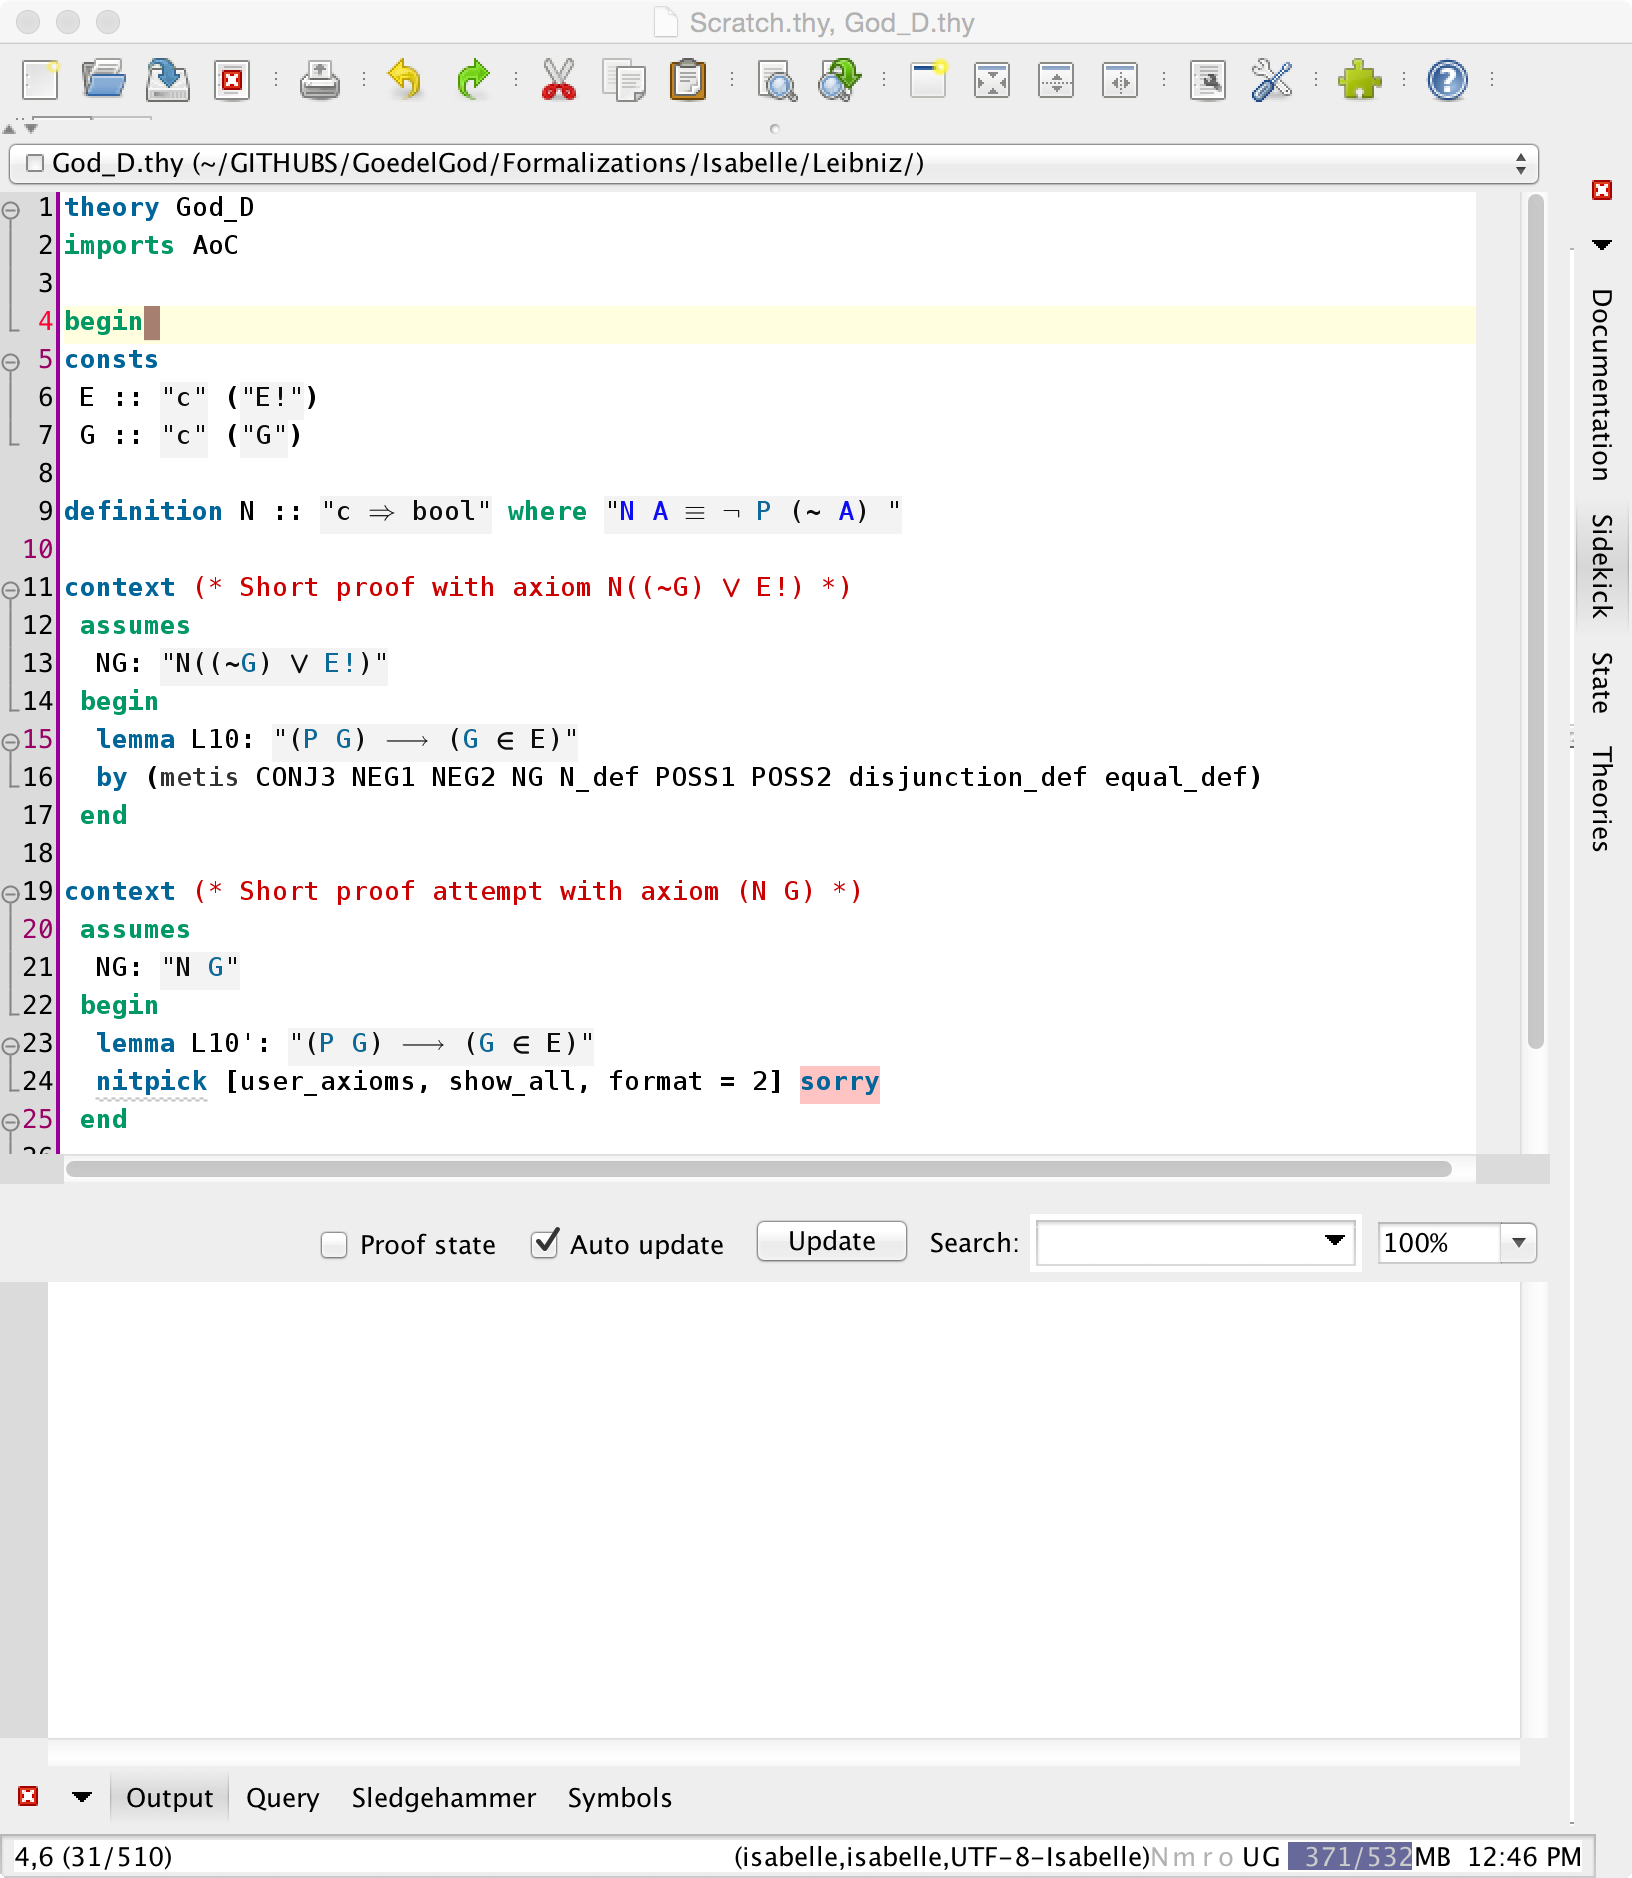 Scratch.thy, God_D.thy
God_D.thy (~/GITHUBS/GoedelGod/Formalizations/Isabelle/Leibniz/)
1 theory God_D
2 imports AoC
3
4 begin
5 consts
6 E :: "c" ("E!")
7 G :: "c" ("G")
8
9 definition N :: "c ⇒ bool" where "N A ≡ ¬ P (~ A) "
10
11 context (* Short proof with axiom N((~G) ∨ E!) *)
12 assumes
13 NG: "N((~G) ∨ E!)"
14 begin
15 lemma L10: "(P G) ⟶ (G ∈ E)"
16 by (metis CONJ3 NEG1 NEG2 NG N_def POSS1 POSS2 disjunction_def equal_def)
17 end
18
19 context (* Short proof attempt with axiom (N G) *)
20 assumes
21 NG: "N G"
22 begin
23 lemma L10': "(P G) ⟶ (G ∈ E)"
24 nitpick [user_axioms, show_all, format = 2] sorry
25 end
Documentation
Sidekick
State
Theories
Proof state Auto update Update Search: 100%
Output Query Sledgehammer Symbols
4,6 (31/510) (isabelle,isabelle,UTF-8-Isabelle)Nmro UG 371/532MB 12:46 PM